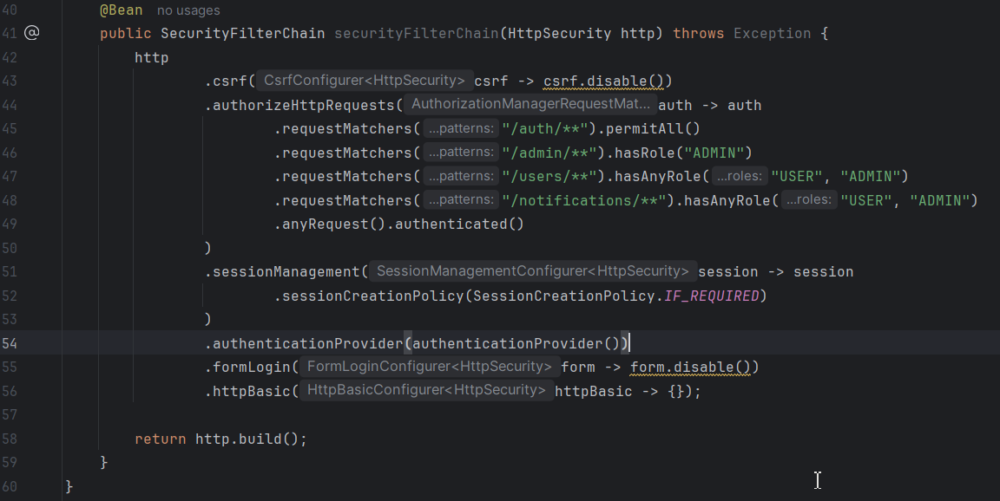 40 @Bean no usages
41 @ public SecurityFilterChain securityFilterChain(HttpSecurity http) throws Exception {
42 http
43 .csrf( CsrfConfigurer<HttpSecurity> csrf -> csrf.disable())
44 .authorizeHttpRequests( AuthorizationManagerRequestMat... auth -> auth
45 .requestMatchers( ...patterns: "/auth/**").permitAll()
46 .requestMatchers( ...patterns: "/admin/**").hasRole("ADMIN")
47 .requestMatchers( ...patterns: "/users/**").hasAnyRole( ...roles: "USER", "ADMIN")
48 .requestMatchers( ...patterns: "/notifications/**").hasAnyRole( ...roles: "USER", "ADMIN")
49 .anyRequest().authenticated()
50 )
51 .sessionManagement( SessionManagementConfigurer<HttpSecurity> session -> session
52 .sessionCreationPolicy(SessionCreationPolicy.IF_REQUIRED)
53 )
54 .authenticationProvider(authenticationProvider())
55 .formLogin( FormLoginConfigurer<HttpSecurity> form -> form.disable())
56 .httpBasic( HttpBasicConfigurer<HttpSecurity> httpBasic -> {});
57
58 return http.build();
59 }
60 }